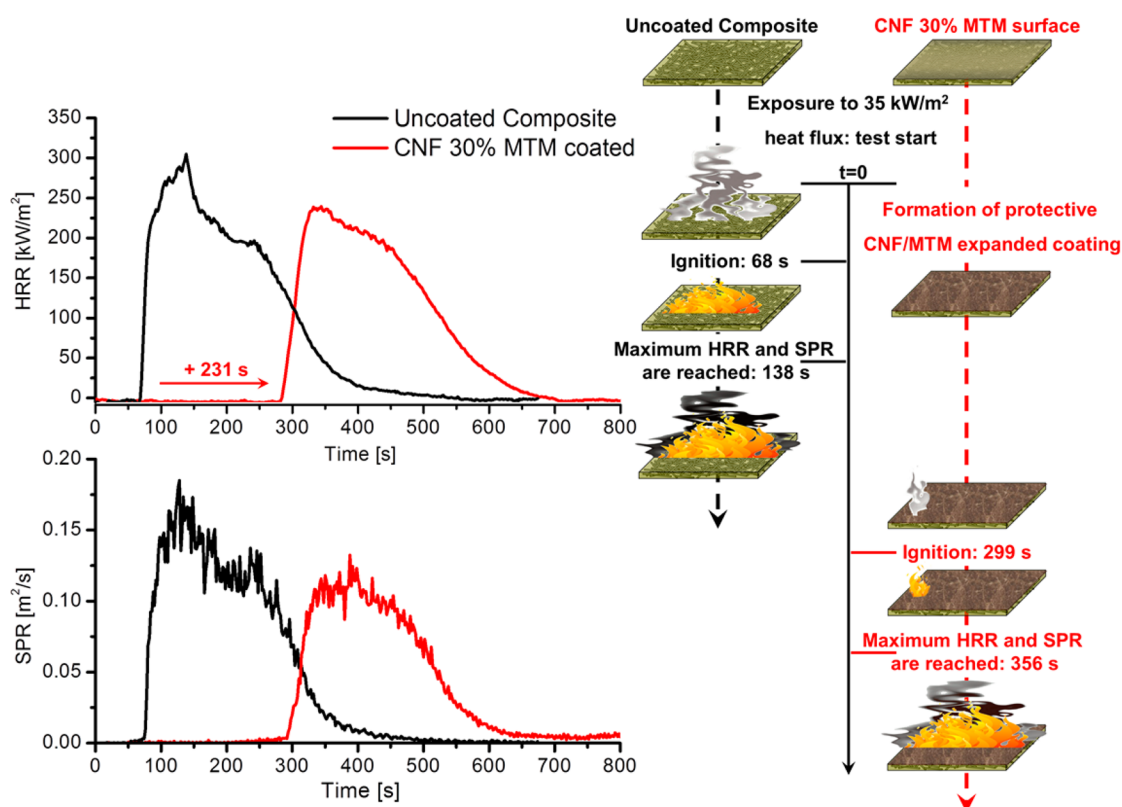 Uncoated Composite
CNF 30% MTM surface
Exposure to 35 kW/m²
heat flux: test start
t=0
Formation of protective
CNF/MTM expanded coating
Ignition: 68 s
Maximum HRR and SPR
are reached: 138 s
Ignition: 299 s
Maximum HRR and SPR
are reached: 356 s
350
300
250
200
150
100
50
0
HRR [kW/m²]
Uncoated Composite
CNF 30% MTM coated
+ 231 s
0 100 200 300 400 500 600 700 800
Time [s]
0.20
0.15
0.10
0.05
0.00
SPR [m²/s]
0 100 200 300 400 500 600 700 800
Time [s]